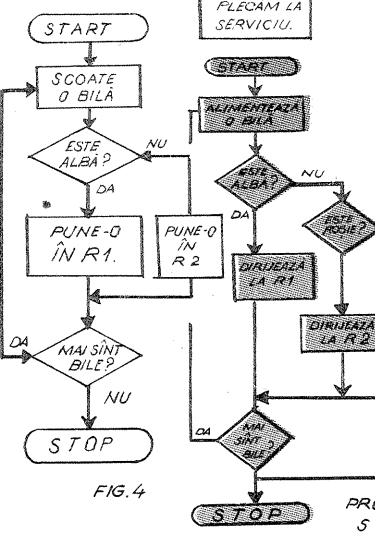 PLECĂM LA
SERVICIU.
START
SCOATE
O BILĂ
ESTE
ALBĂ?
NU
DA
PUNE-O
ÎN R1.
PUNE-O
ÎN
R2
MAI SÎNT
BILE?
DA
NU
STOP
FIG.4
START
ALIMENTEAZĂ
O BILĂ
ESTE
ALBĂ?
NU
DA
ESTE
ROȘIE?
DIRIJEAZĂ
LA R1
DIRIJEAZĂ
LA R2
MAI
SÎNT
BILE?
DA
STOP